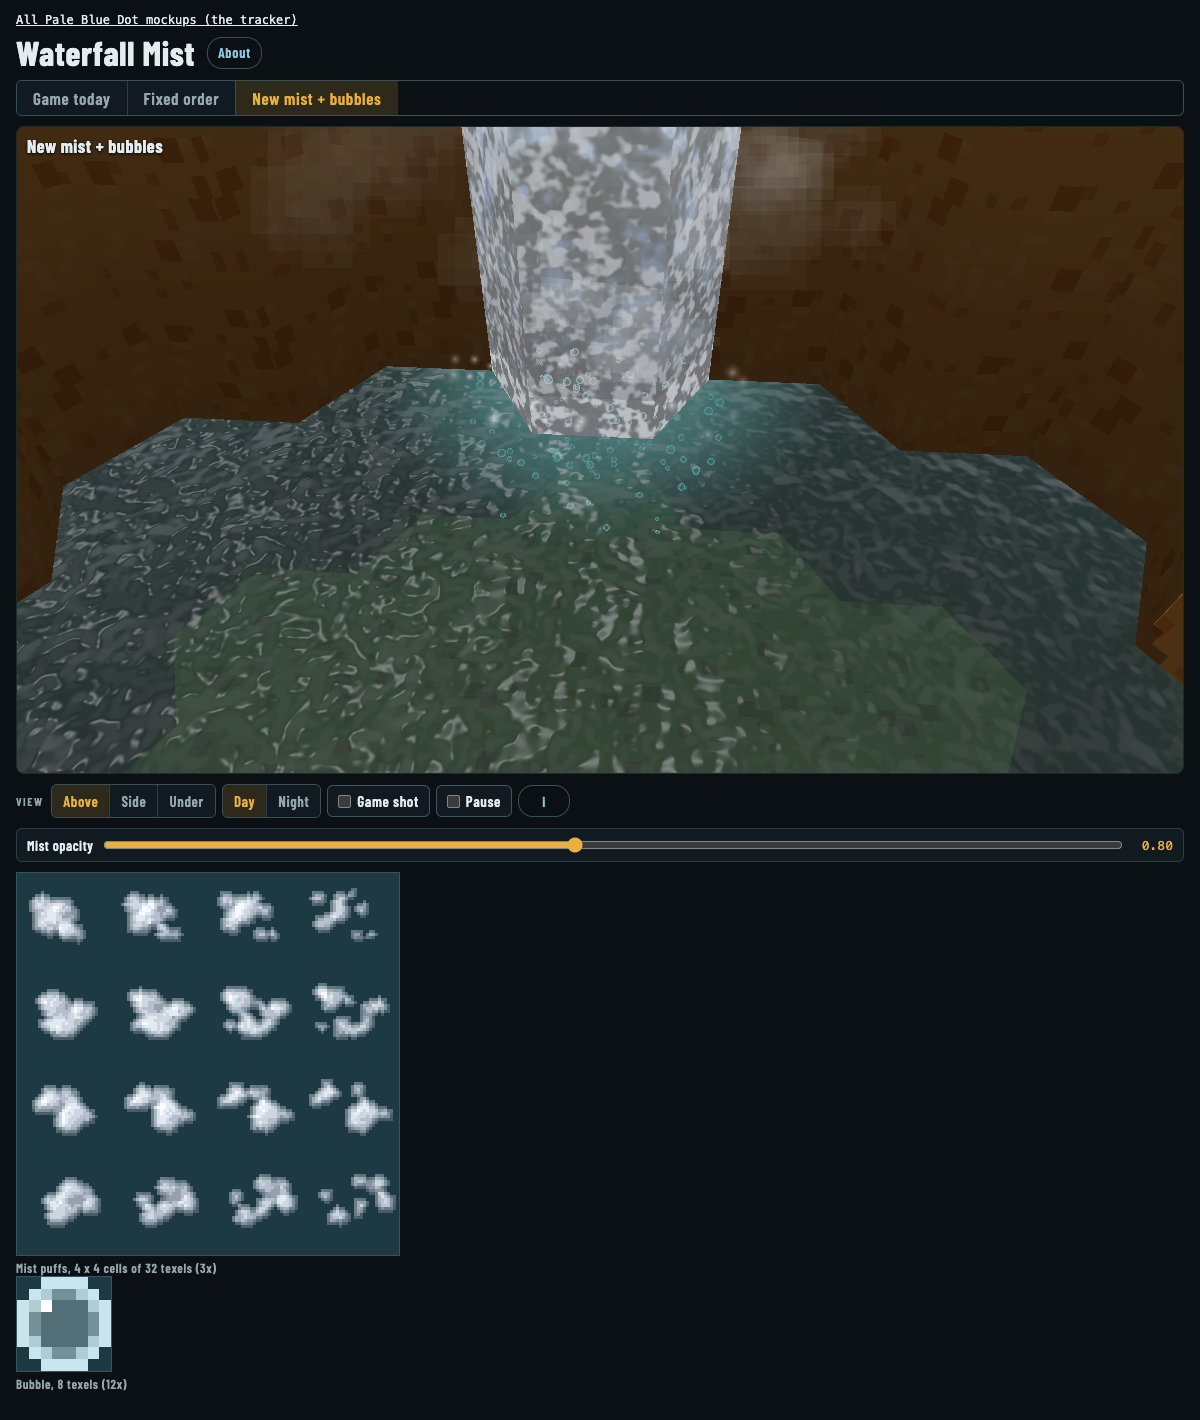 All Pale Blue Dot mockups (the tracker)
Waterfall Mist About
Game today Fixed order New mist + bubbles
New mist + bubbles
VIEW Above Side Under Day Night Game shot Pause I
Mist opacity 0.80
Mist puffs, 4 x 4 cells of 32 texels (3x)
Bubble, 8 texels (12x)